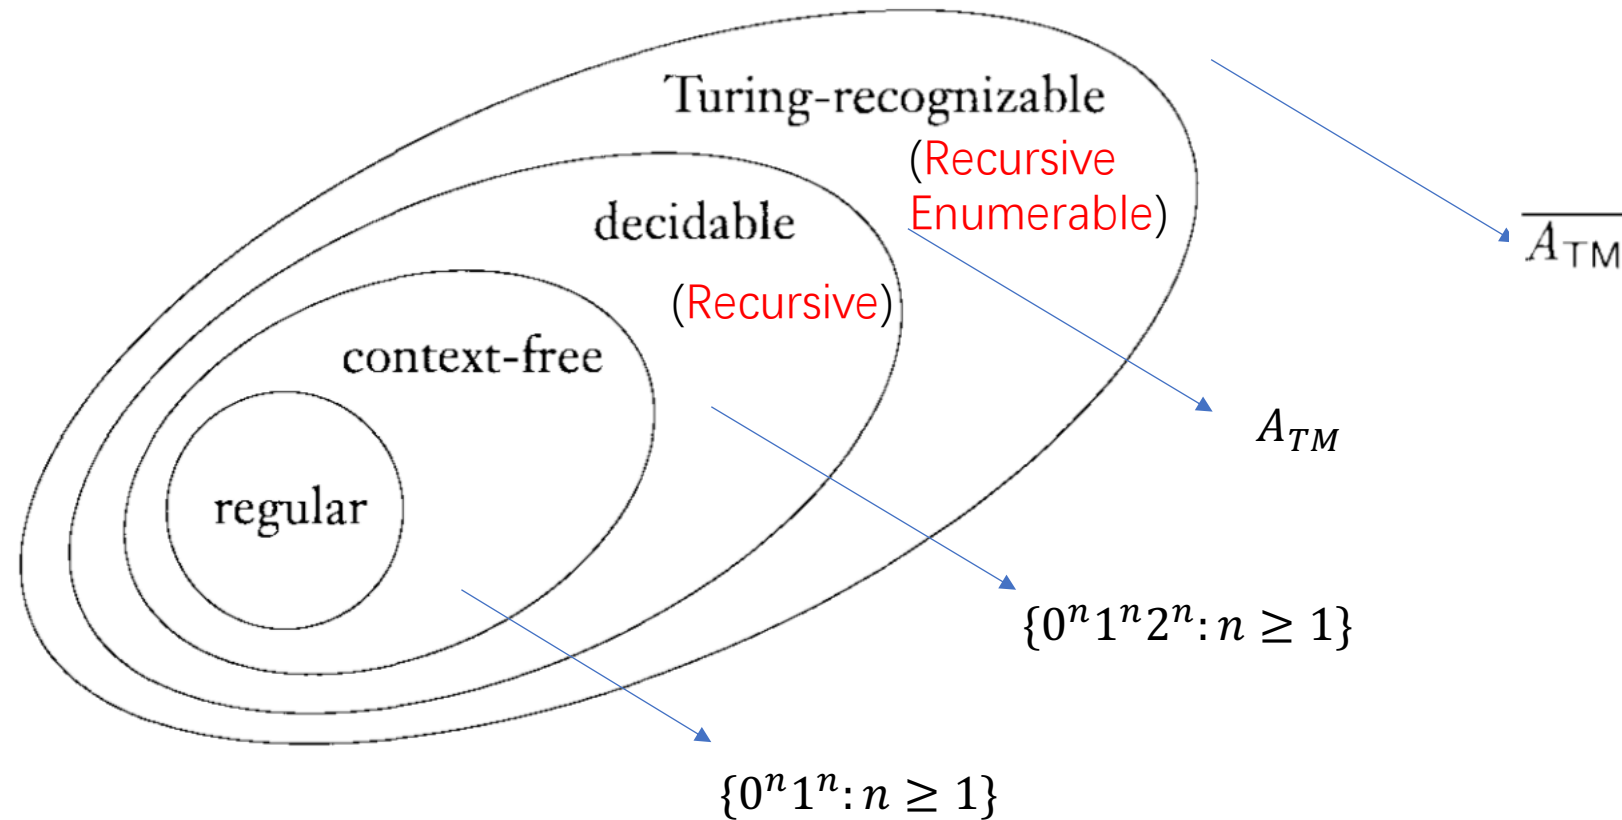 Turing-recognizable
(Recursive
Enumerable)
decidable
(Recursive)
context-free
regular
$\overline{A_{\mathsf{TM}}}$
$A_{TM}$
$\{0^n1^n2^n : n \geq 1\}$
$\{0^n1^n : n \geq 1\}$